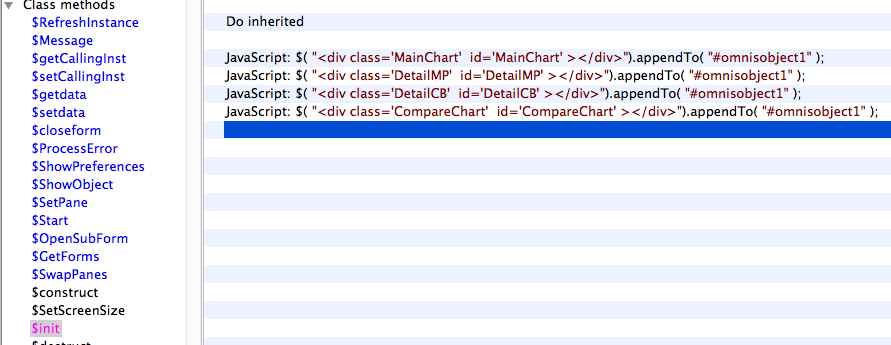 Class methods
$RefreshInstance
$Message
$getCallingInst
$setCallingInst
$getdata
$setdata
$closeform
$ProcessError
$ShowPreferences
$ShowObject
$SetPane
$Start
$OpenSubForm
$GetForms
$SwapPanes
$construct
$SetScreenSize
$init
$destruct
Do inherited
JavaScript: $( "<div class='MainChart'  id='MainChart' ></div>").appendTo( "#omnisobject1" );
JavaScript: $( "<div class='DetailMP'  id='DetailMP' ></div>").appendTo( "#omnisobject1" );
JavaScript: $( "<div class='DetailCB'  id='DetailCB' ></div>").appendTo( "#omnisobject1" );
JavaScript: $( "<div class='CompareChart'  id='CompareChart' ></div>").appendTo( "#omnisobject1" );